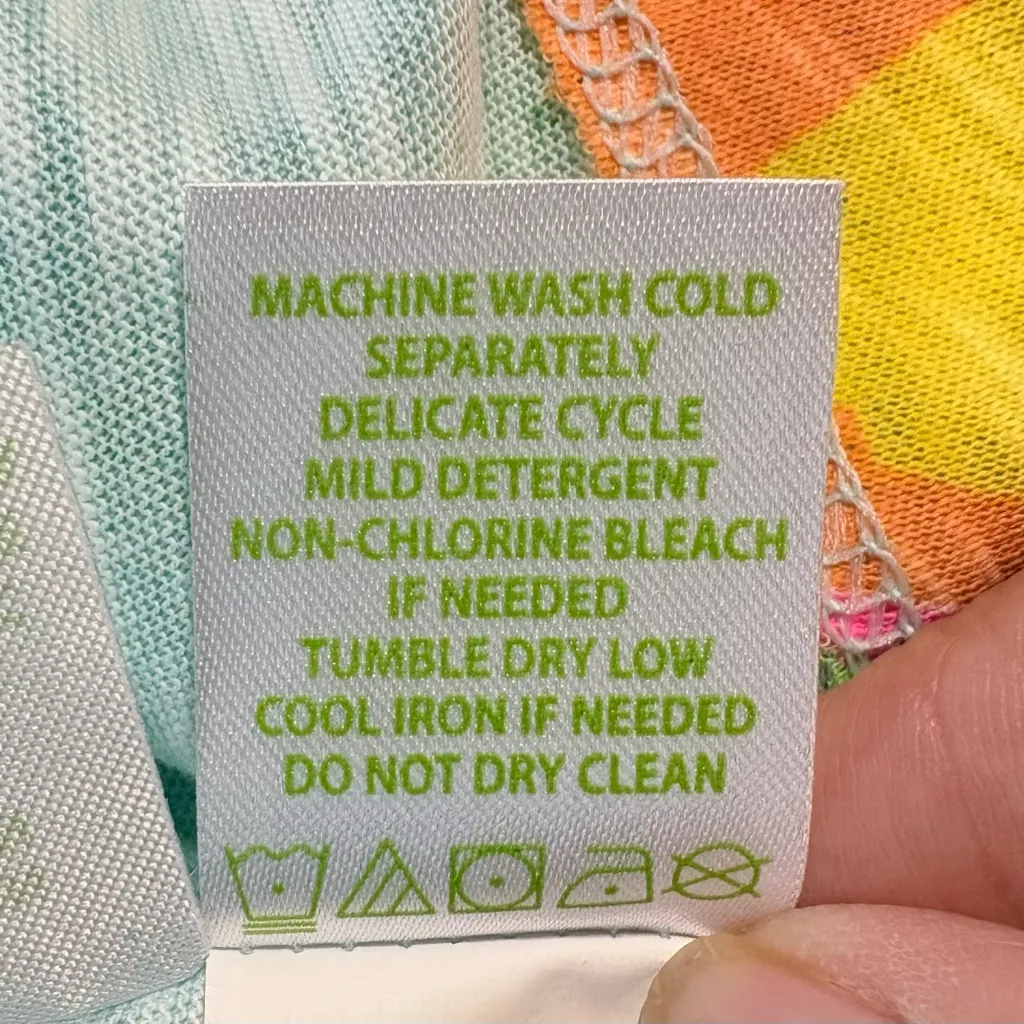 MACHINE WASH COLD
SEPARATELY
DELICATE CYCLE
MILD DETERGENT
NON-CHLORINE BLEACH
IF NEEDED
TUMBLE DRY LOW
COOL IRON IF NEEDED
DO NOT DRY CLEAN